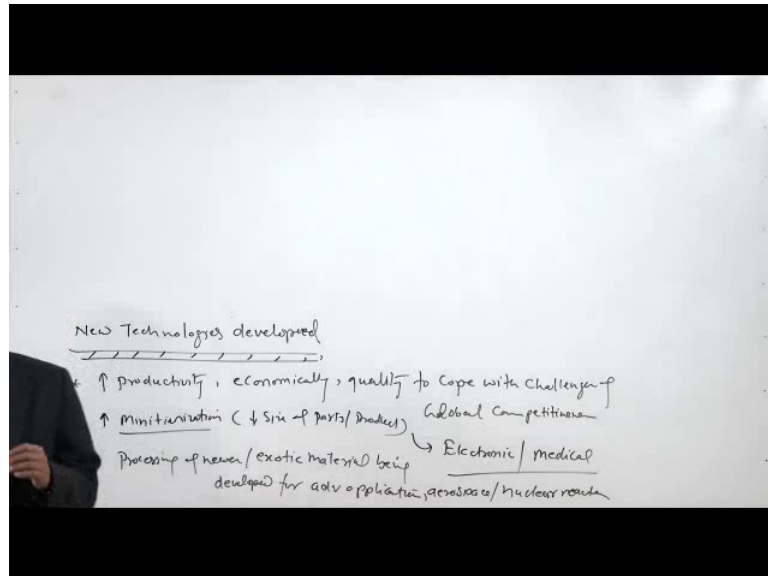 New Technologies developed
↑ productivity, economically, quality to cope with challenges of
Global Competitiveness
↑ Minitiarization (↓ Size of parts/Product)
↳ Electronic/medical
Processing of newer/exotic material being
developed for adv application, aerospace/nuclear reactor